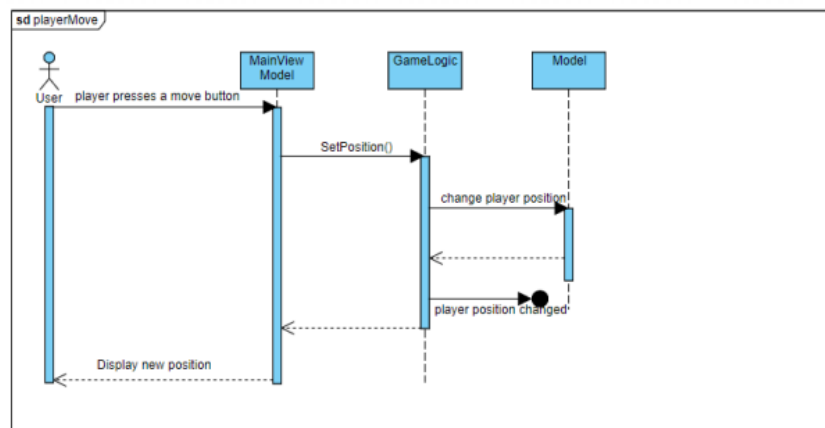 sd playerMove
MainView
Model
GameLogic
Model
User
player presses a move button
SetPosition()
change player position
player position changed
Display new position